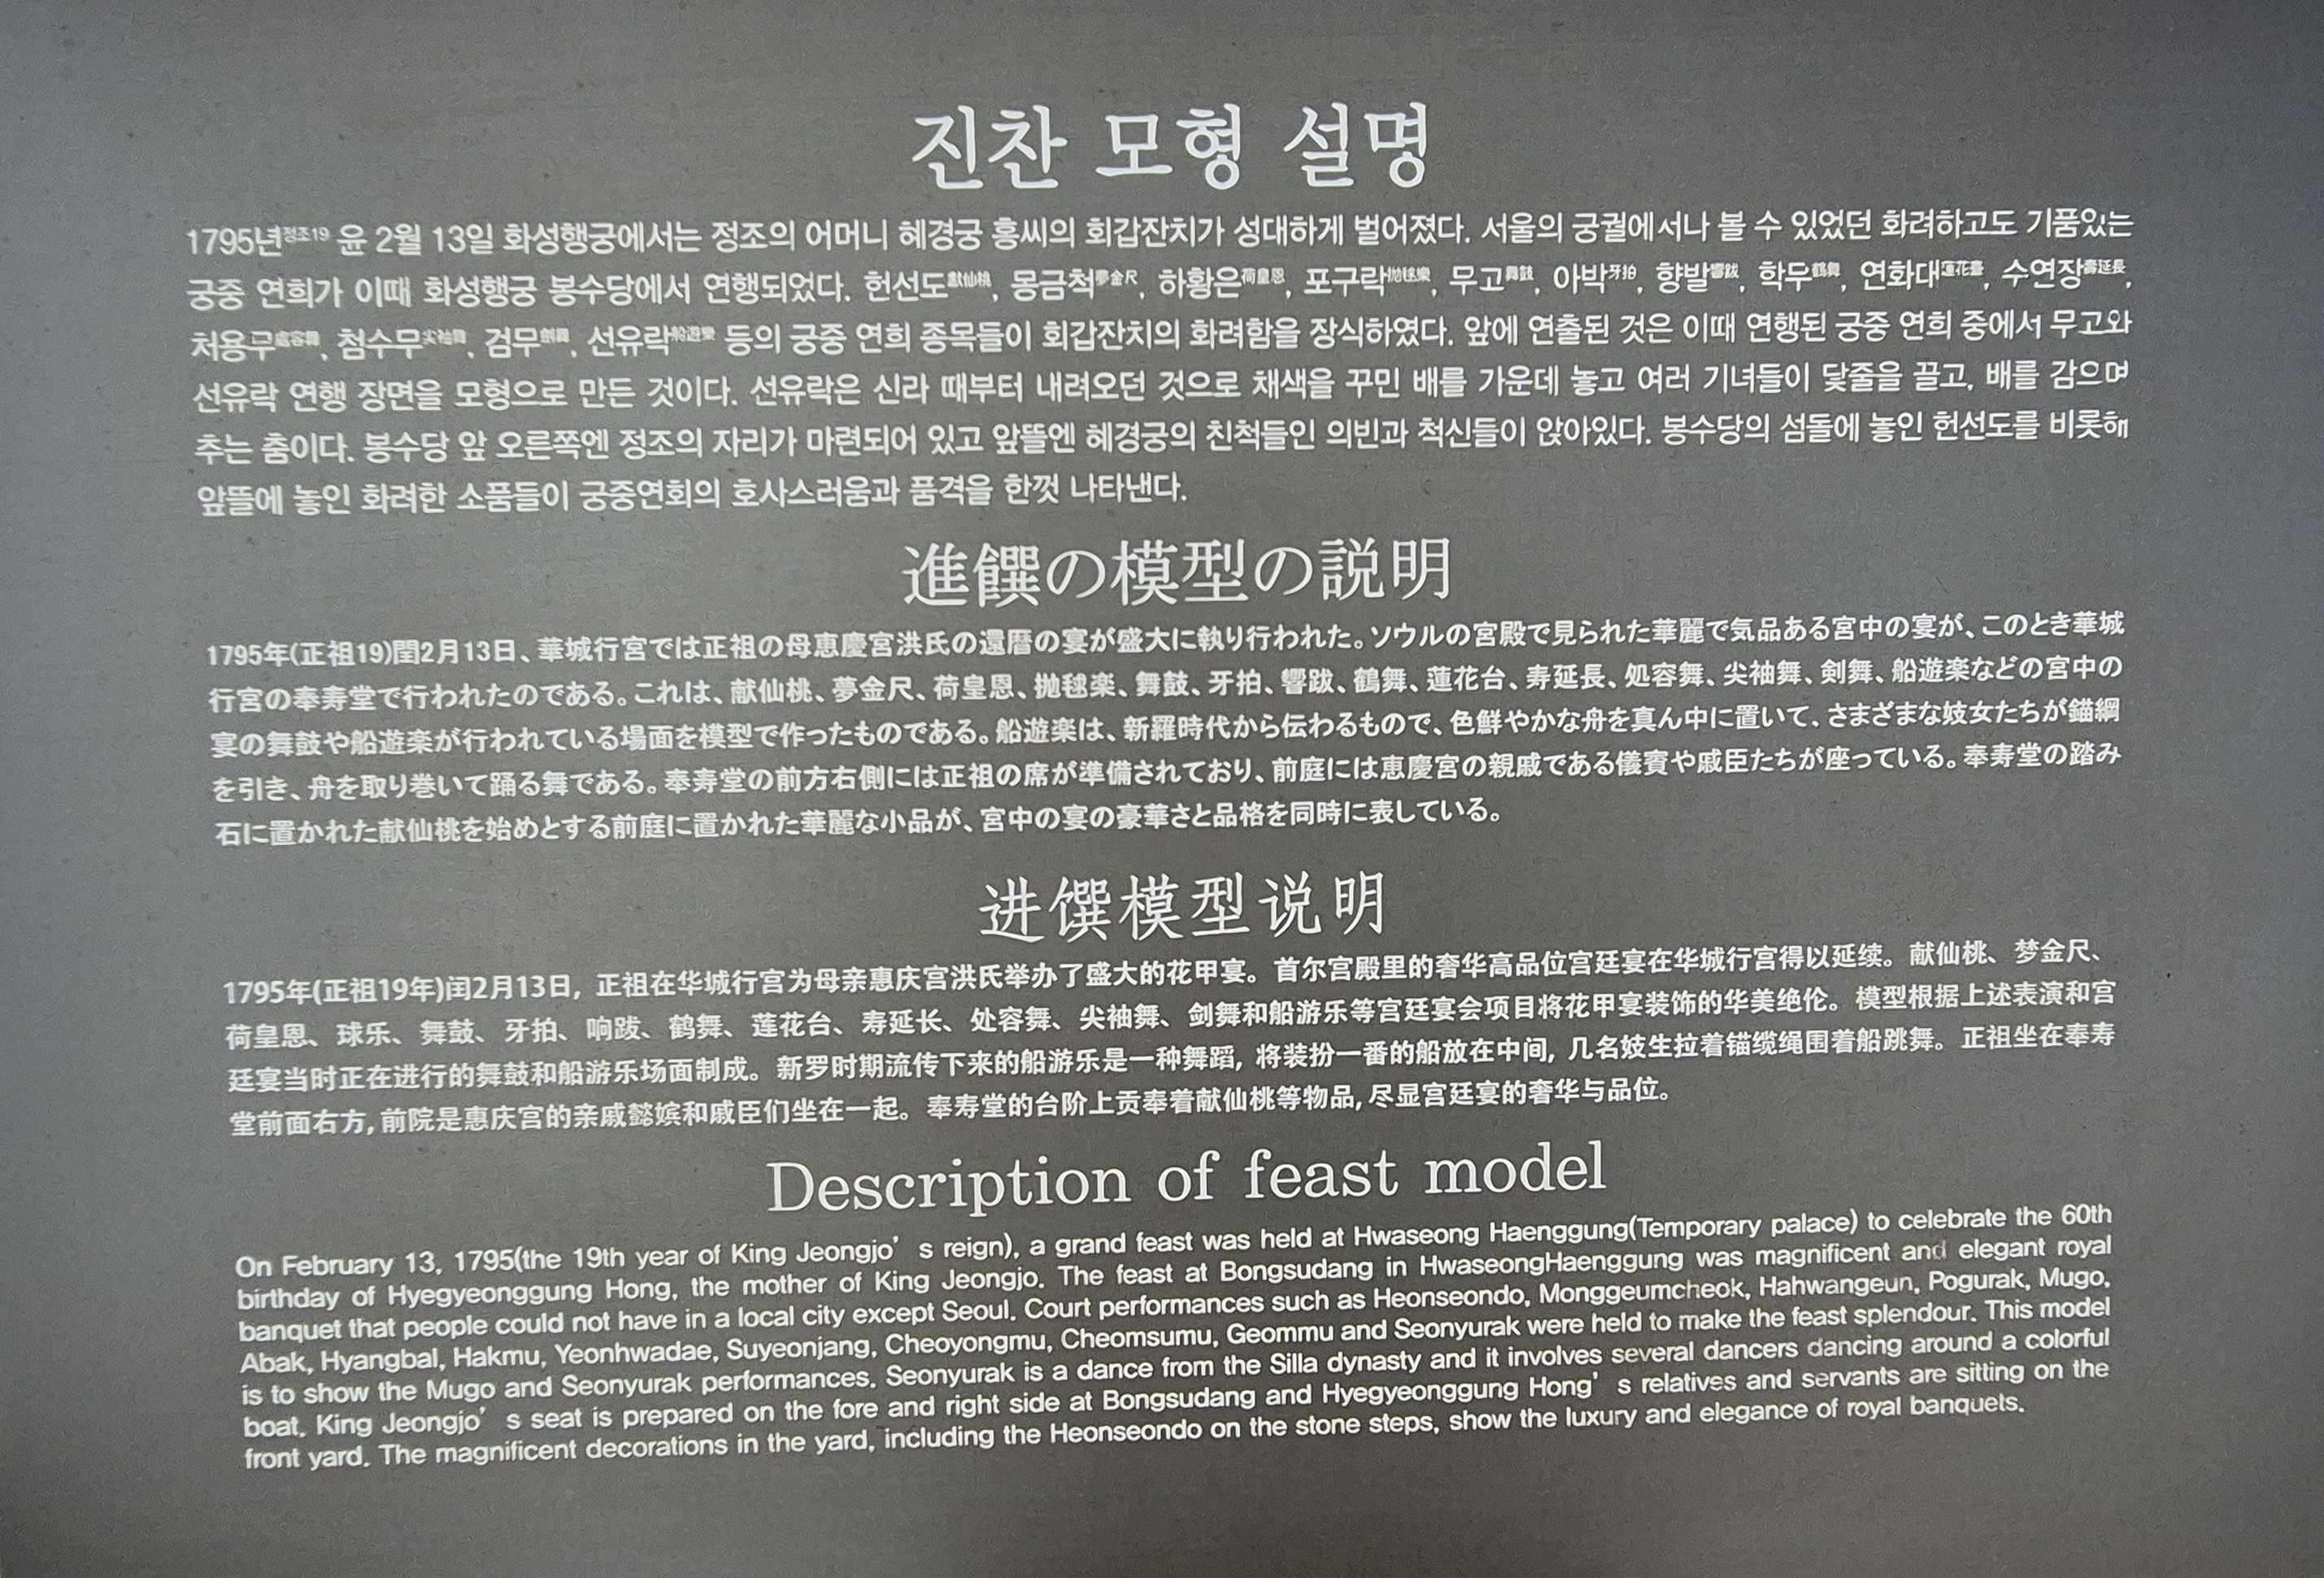 진찬 모형 설명
1795년정조19 윤 2월 13일 화성행궁에서는 정조의 어머니 혜경궁 홍씨의 회갑잔치가 성대하게 벌어졌다. 서울의 궁궐에서나 볼 수 있었던 화려하고도 기품있는
궁중 연희가 이때 화성행궁 봉수당에서 연행되었다. 헌선도獻仙桃, 몽금척夢金尺, 하황은荷皇恩, 포구락抛毬樂, 무고舞鼓, 아박牙拍, 향발響跋, 학무鶴舞, 연화대蓮花臺, 수연장壽延長,
처용무處容舞, 첨수무尖袖舞, 검무劍舞, 선유락船遊樂 등의 궁중 연희 종목들이 회갑잔치의 화려함을 장식하였다. 앞에 연출된 것은 이때 연행된 궁중 연희 중에서 무고와
선유락 연행 장면을 모형으로 만든 것이다. 선유락은 신라 때부터 내려오던 것으로 채색을 꾸민 배를 가운데 놓고 여러 기녀들이 닻줄을 끌고, 배를 감으며
추는 춤이다. 봉수당 앞 오른쪽엔 정조의 자리가 마련되어 있고 앞뜰엔 혜경궁의 친척들인 의빈과 척신들이 앉아있다. 봉수당의 섬돌에 놓인 헌선도를 비롯해
앞뜰에 놓인 화려한 소품들이 궁중연회의 호사스러움과 품격을 한껏 나타낸다.
進饌の模型の説明
1795年(正祖19)閏2月13日、華城行宮では正祖の母恵慶宮洪氏の還暦の宴が盛大に執り行われた。ソウルの宮殿で見られた華麗で気品ある宮中の宴が、このとき華城
行宮の奉寿堂で行われたのである。これは、献仙桃、夢金尺、荷皇恩、抛毬楽、舞鼓、牙拍、響跋、鶴舞、蓮花台、寿延長、処容舞、尖袖舞、剣舞、船遊楽などの宮中の
宴の舞鼓や船遊楽が行われている場面を模型で作ったものである。船遊楽は、新羅時代から伝わるもので、色鮮やかな舟を真ん中に置いて、さまざまな妓女たちが錨綱
を引き、舟を取り巻いて踊る舞である。奉寿堂の前方右側には正祖の席が準備されており、前庭には恵慶宮の親戚である儀賓や戚臣たちが座っている。奉寿堂の踏み
石に置かれた献仙桃を始めとする前庭に置かれた華麗な小品が、宮中の宴の豪華さと品格を同時に表している。
进馔模型说明
1795年(正祖19年)闰2月13日, 正祖在华城行宫为母亲惠庆宫洪氏举办了盛大的花甲宴。首尔宫殿里的奢华高品位宫廷宴在华城行宫得以延续。献仙桃、梦金尺、
荷皇恩、球乐、舞鼓、牙拍、响跋、鹤舞、莲花台、寿延长、处容舞、尖袖舞、剑舞和船游乐等宫廷宴会项目将花甲宴装饰的华美绝伦。模型根据上述表演和宫
廷宴当时正在进行的舞鼓和船游乐场面制成。新罗时期流传下来的船游乐是一种舞蹈, 将装扮一番的船放在中间, 几名妓生拉着锚缆绳围着船跳舞。正祖坐在奉寿
堂前面右方, 前院是惠庆宫的亲戚懿嫔和戚臣们坐在一起。奉寿堂的台阶上贡奉着献仙桃等物品, 尽显宫廷宴的奢华与品位。
Description of feast model
On February 13, 1795(the 19th year of King Jeongjo's reign), a grand feast was held at Hwaseong Haenggung(Temporary palace) to celebrate the 60th
birthday of Hyegyeonggung Hong, the mother of King Jeongjo. The feast at Bongsudang in HwaseongHaenggung was magnificent and elegant royal
banquet that people could not have in a local city except Seoul. Court performances such as Heonseondo, Monggeumcheok, Hahwangeun, Pogurak, Mugo,
Abak, Hyangbal, Hakmu, Yeonhwadae, Suyeonjang, Cheoyongmu, Cheomsumu, Geommu and Seonyurak were held to make the feast splendour. This model
is to show the Mugo and Seonyurak performances. Seonyurak is a dance from the Silla dynasty and it involves several dancers dancing around a colorful
boat. King Jeongjo's seat is prepared on the fore and right side at Bongsudang and Hyegyeonggung Hong's relatives and servants are sitting on the
front yard. The magnificent decorations in the yard, including the Heonseondo on the stone steps, show the luxury and elegance of royal banquets.